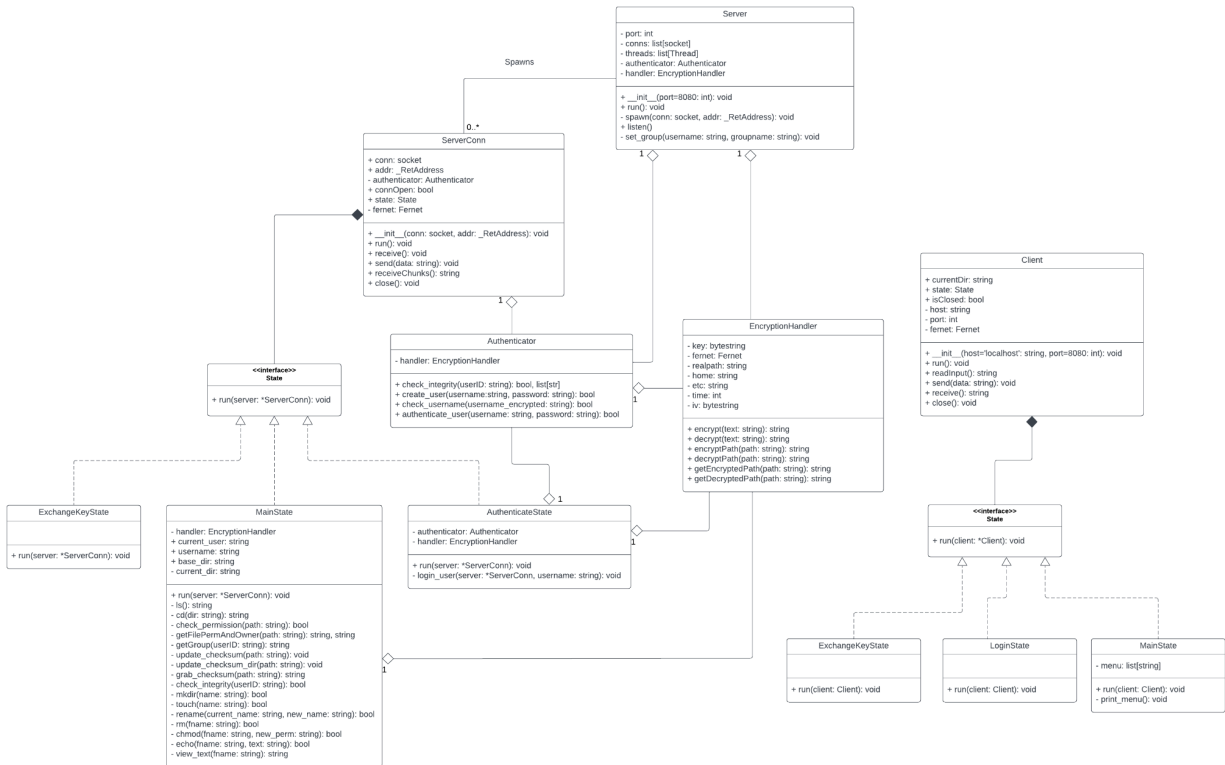 Server
- port: int
- conns: list[socket]
- threads: list[Thread]
- authenticator: Authenticator
- handler: EncryptionHandler
+ __init__(port=8080: int): void
+ run(): void
- spawn(conn: socket, addr: _RetAddress): void
+ listen()
- set_group(username: string, groupname: string): void
Spawns
0..*
1
1
ServerConn
+ conn: socket
+ addr: _RetAddress
- authenticator: Authenticator
+ connOpen: bool
+ state: State
- fernet: Fernet
+ __init__(conn: socket, addr: _RetAddress): void
+ run(): void
+ receive(): void
+ send(data: string): void
+ receiveChunks(): string
+ close(): void
1
Client
+ currentDir: string
+ state: State
+ isClosed: bool
- host: string
- port: int
- fernet: Fernet
+ __init__(host='localhost': string, port=8080: int): void
+ run(): void
+ readInput(): string
+ send(data: string): void
+ receive(): string
+ close(): void
Authenticator
- handler: EncryptionHandler
+ check_integrity(userID: string): bool, list[str]
+ create_user(username:string, password: string): bool
+ check_username(username_encrypted: string): bool
+ authenticate_user(username: string, password: string): bool
1
EncryptionHandler
- key: bytestring
- fernet: Fernet
- realpath: string
- home: string
- etc: string
- time: int
- iv: bytestring
+ encrypt(text: string): string
+ decrypt(text: string): string
+ encryptPath(path: string): string
+ decryptPath(path: string): string
+ getEncryptedPath(path: string): string
+ getDecryptedPath(path: string): string
<<interface>>
State
+ run(server: *ServerConn): void
ExchangeKeyState
+ run(server: *ServerConn): void
MainState
- handler: EncryptionHandler
+ current_user: string
+ username: string
+ base_dir: string
- current_dir: string
+ run(server: *ServerConn): void
- ls(): string
- cd(dir: string): string
- check_permission(path: string): bool
- getFilePermAndOwner(path: string): string, string
- getGroup(userID: string): string
- update_checksum(path: string): void
- update_checksum_dir(path: string): void
- grab_checksum(path: string): string
- check_integrity(userID: string): bool
- mkdir(name: string): bool
- touch(name: string): bool
- rename(current_name: string, new_name: string): bool
- rm(fname: string): bool
- chmod(fname: string, new_perm: string): bool
- echo(fname: string, text: string): bool
- view_text(fname: string): string
1
1
AuthenticateState
- authenticator: Authenticator
- handler: EncryptionHandler
+ run(server: *ServerConn): void
- login_user(server: *ServerConn, username: string): void
1
<<interface>>
State
+ run(client: *Client): void
ExchangeKeyState
+ run(client: Client): void
LoginState
+ run(client: Client): void
MainState
- menu: list[string]
+ run(client: Client): void
- print_menu(): void